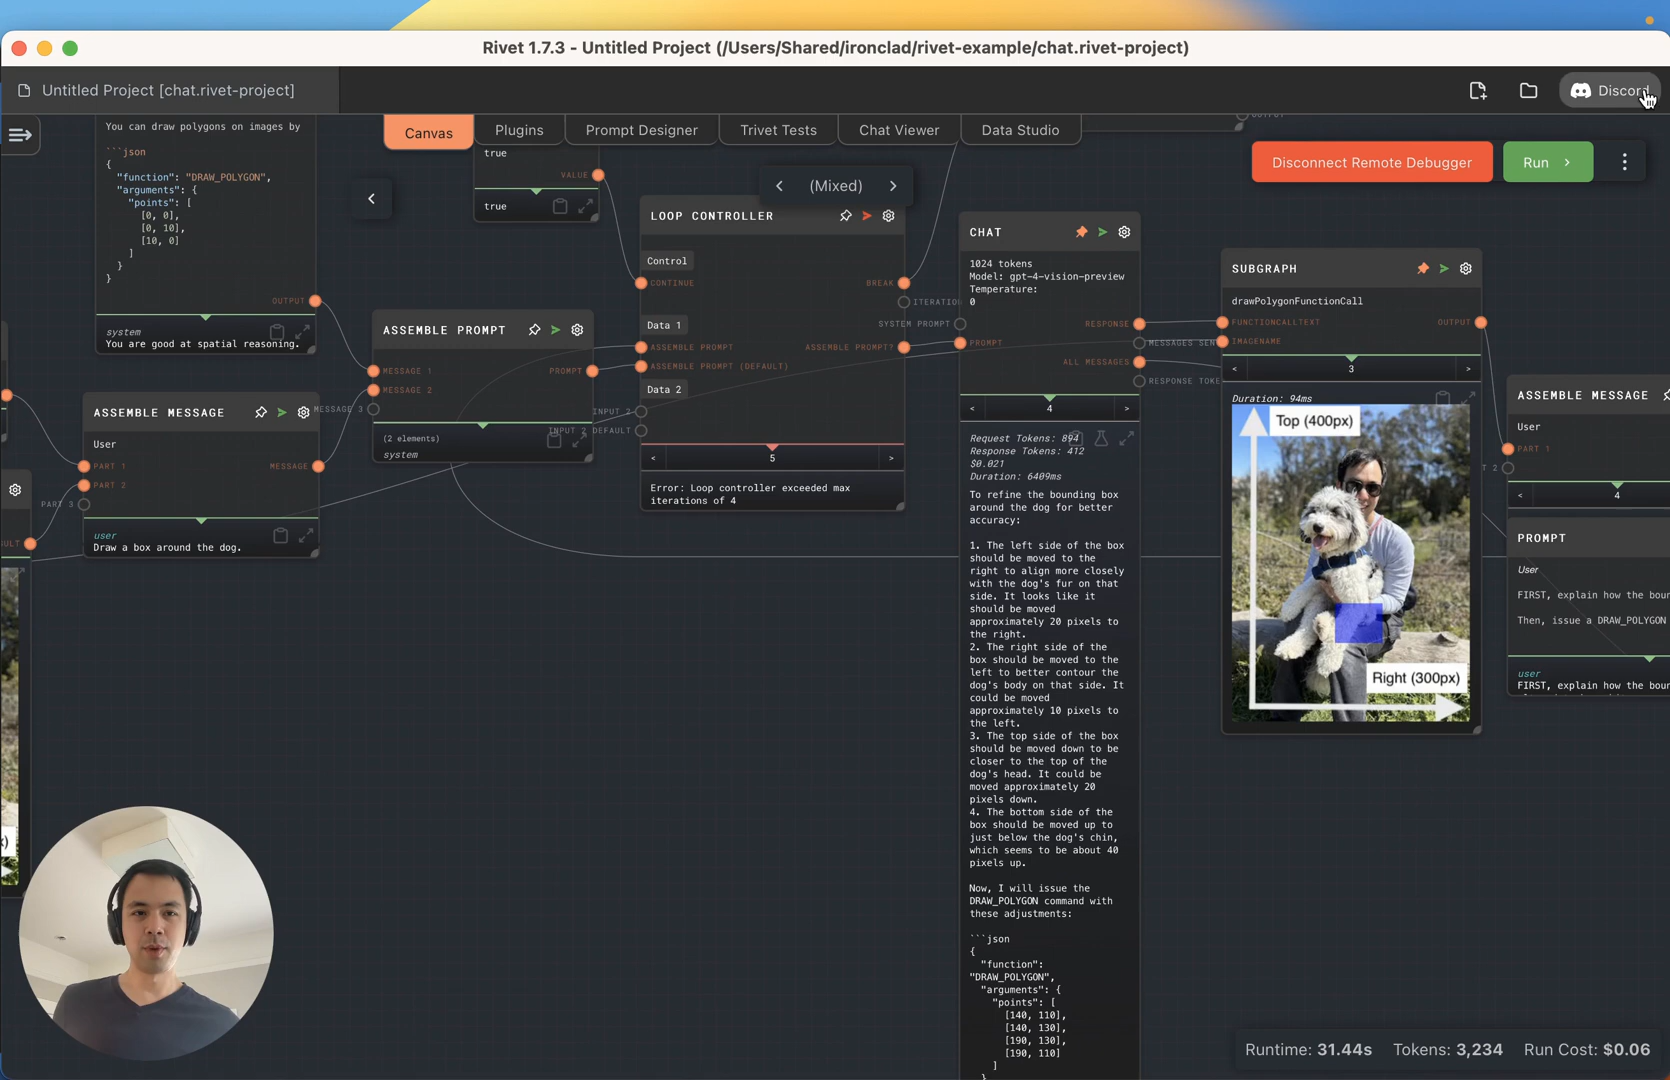 Rivet 1.7.3 - Untitled Project (/Users/Shared/ironclad/rivet-example/chat.rivet-project)
Untitled Project [chat.rivet-project]
Discord
Canvas
Plugins
Prompt Designer
Trivet Tests
Chat Viewer
Data Studio
Disconnect Remote Debugger
Run
(Mixed)
You can draw polygons on images by
```json
{
"function": "DRAW_POLYGON",
"arguments": {
"points": [
[0, 0],
[0, 10],
[10, 0]
]
}
}
OUTPUT
system
You are good at spatial reasoning.
true
VALUE
true
ASSEMBLE MESSAGE
User
PART 1
MESSAGE
PART 2
PART 3
user
Draw a box around the dog.
ASSEMBLE PROMPT
MESSAGE 1
PROMPT
MESSAGE 2
MESSAGE 3
(2 elements)
system
LOOP CONTROLLER
Control
CONTINUE
BREAK
ITERATION
Data 1
ASSEMBLE PROMPT
ASSEMBLE PROMPT?
ASSEMBLE PROMPT (DEFAULT)
Data 2
INPUT 2
INPUT 2 DEFAULT
< 5 >
Error: Loop controller exceeded max
iterations of 4
CHAT
1024 tokens
Model: gpt-4-vision-preview
Temperature:
0
SYSTEM PROMPT
RESPONSE
PROMPT
MESSAGES SEN
ALL MESSAGES
RESPONSE TOKE
< 4 >
Request Tokens: 894
Response Tokens: 412
$0.021
Duration: 6409ms
To refine the bounding box
around the dog for better
accuracy:
1. The left side of the box
should be moved to the
right to align more closely
with the dog's fur on that
side. It looks like it
should be moved
approximately 20 pixels to
the right.
2. The right side of the
box should be moved to the
left to better contour the
dog's body on that side. It
could be moved
approximately 10 pixels to
the left.
3. The top side of the box
should be moved down to be
closer to the top of the
dog's head. It could be
moved approximately 20
pixels down.
4. The bottom side of the
box should be moved up to
just below the dog's chin,
which seems to be about 40
pixels up.
Now, I will issue the
DRAW_POLYGON command with
these adjustments:
```json
{
"function":
"DRAW_POLYGON",
"arguments": {
"points": [
[140, 110],
[140, 130],
[190, 130],
[190, 110]
]
}
SUBGRAPH
drawPolygonFunctionCall
FUNCTIONCALLTEXT
OUTPUT
IMAGENAME
< 3 >
Duration: 94ms
Top (400px)
Right (300px)
ASSEMBLE MESSAGE
User
PART 1
T 2
< 4
PROMPT
User
FIRST, explain how the boun
Then, issue a DRAW_POLYGON
user
FIRST, explain how the boun
ULT
Runtime: 31.44s Tokens: 3,234 Run Cost: $0.06